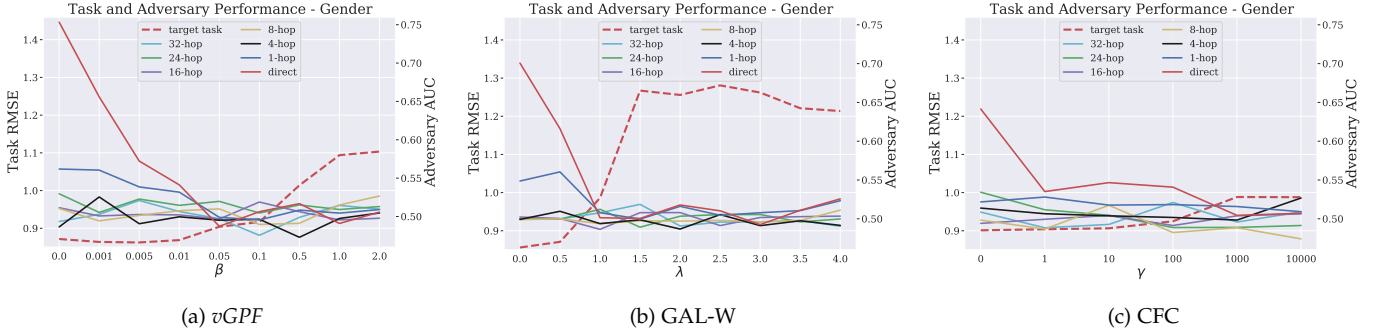 Task and Adversary Performance - Gender
Task RMSE
1.4
1.3
1.2
1.1
1.0
0.9
target task
32-hop
24-hop
16-hop
8-hop
4-hop
1-hop
direct
0.75
0.70
0.65
0.60
0.55
0.50
Adversary AUC
0.0 0.001 0.005 0.01 0.05 0.1 0.5 1.0 2.0
β
(a) vGPF
Task and Adversary Performance - Gender
Task RMSE
1.4
1.3
1.2
1.1
1.0
0.9
target task
32-hop
24-hop
16-hop
8-hop
4-hop
1-hop
direct
0.75
0.70
0.65
0.60
0.55
0.50
Adversary AUC
0.0 0.5 1.0 1.5 2.0 2.5 3.0 3.5 4.0
λ
(b) GAL-W
Task and Adversary Performance - Gender
Task RMSE
1.4
1.3
1.2
1.1
1.0
0.9
target task
32-hop
24-hop
16-hop
8-hop
4-hop
1-hop
direct
0.75
0.70
0.65
0.60
0.55
0.50
Adversary AUC
0 1 10 100 1000 10000
γ
(c) CFC